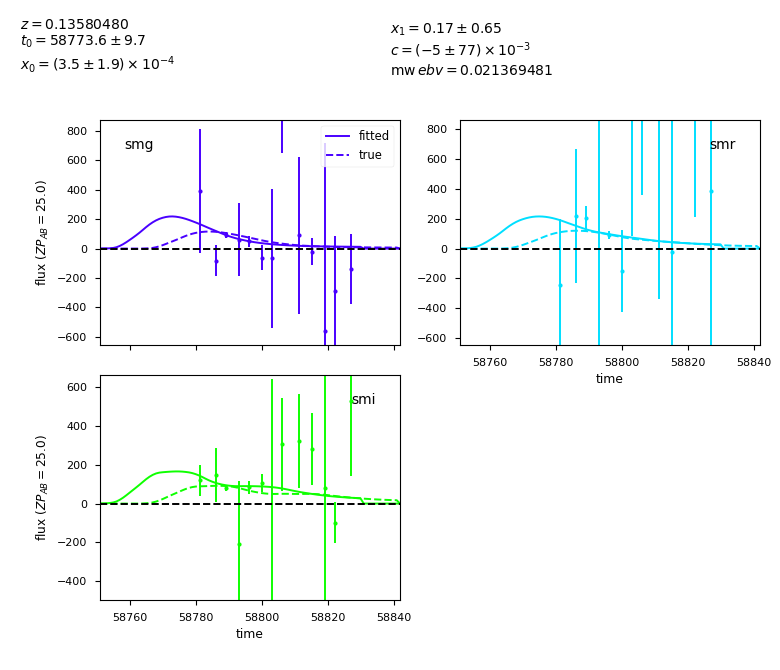 z = 0.13580480
t₀ = 58773.6 ± 9.7
x₀ = (3.5 ± 1.9) × 10⁻⁴
x₁ = 0.17 ± 0.65
c = (−5 ± 77) × 10⁻³
mw ebv = 0.021369481
smg
fitted
true
800
600
400
200
0
−200
−400
−600
flux (ZP_AB = 25.0)
smr
800
600
400
200
0
−200
−400
−600
58760 58780 58800 58820 58840
time
smi
600
400
200
0
−200
−400
flux (ZP_AB = 25.0)
58760 58780 58800 58820 58840
time